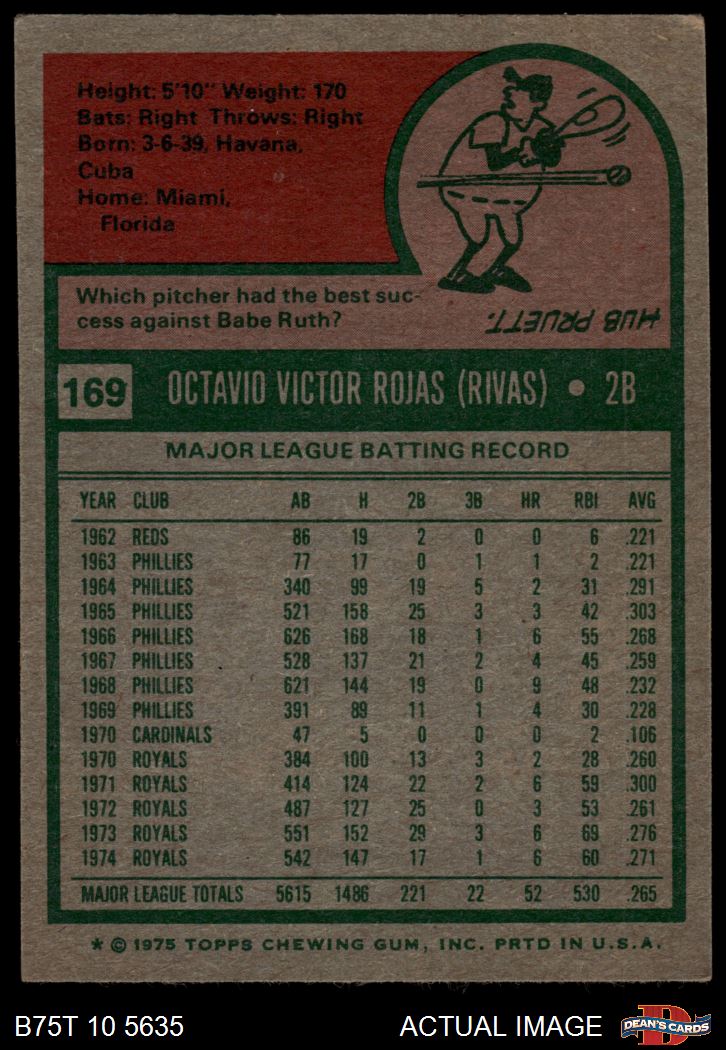 Height: 5'10" Weight: 170
Bats: Right Throws: Right
Born: 3-6-39, Havana,
Cuba
Home: Miami,
Florida
Which pitcher had the best suc-
cess against Babe Ruth?
HUB PRUETT.
169 OCTAVIO VICTOR ROJAS (RIVAS) • 2B
MAJOR LEAGUE BATTING RECORD
YEAR CLUB AB H 2B 3B HR RBI AVG
1962 REDS 86 19 2 0 0 6 .221
1963 PHILLIES 77 17 0 1 1 2 .221
1964 PHILLIES 340 99 19 5 2 31 .291
1965 PHILLIES 521 158 25 3 3 42 .303
1966 PHILLIES 626 168 18 1 6 55 .268
1967 PHILLIES 528 137 21 2 4 45 .259
1968 PHILLIES 621 144 19 0 9 48 .232
1969 PHILLIES 391 89 11 1 4 30 .228
1970 CARDINALS 47 5 0 0 0 2 .106
1970 ROYALS 384 100 13 3 2 28 .260
1971 ROYALS 414 124 22 2 6 59 .300
1972 ROYALS 487 127 25 0 3 53 .261
1973 ROYALS 551 152 29 3 6 69 .276
1974 ROYALS 542 147 17 1 6 60 .271
MAJOR LEAGUE TOTALS 5615 1486 221 22 52 530 .265
* © 1975 TOPPS CHEWING GUM, INC. PRTD IN U.S.A.
B75T 10 5635 ACTUAL IMAGE
D
DEAN'S CARDS